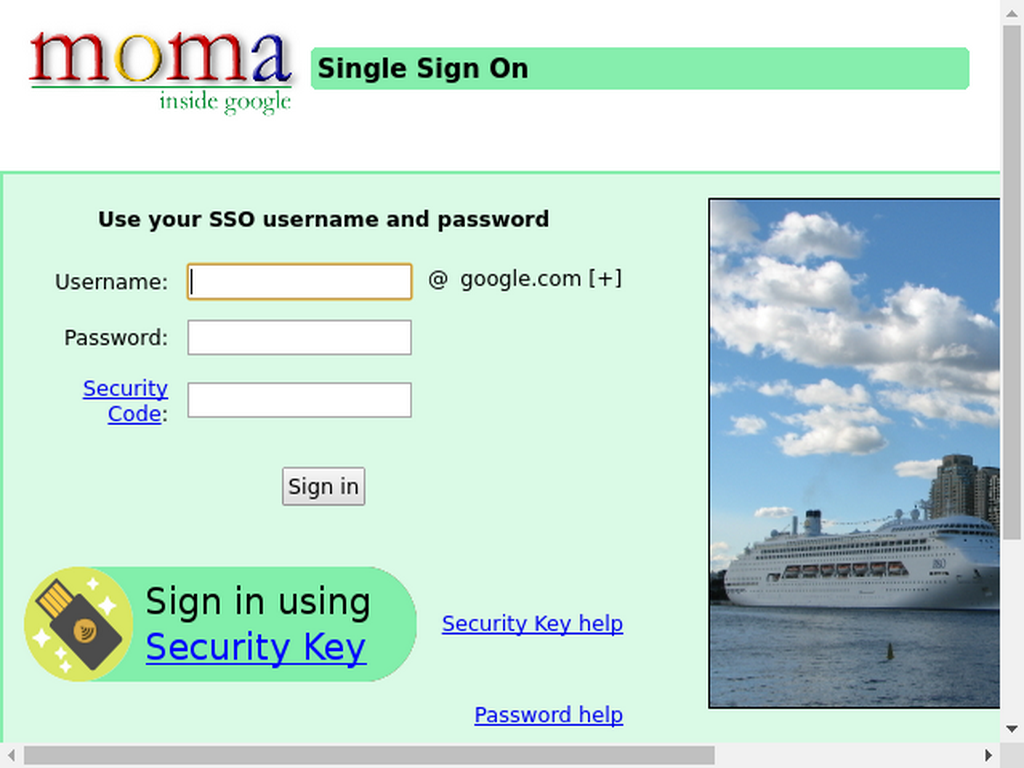 moma
inside google
Single Sign On
Use your SSO username and password
Username:
@ google.com [+]
Password:
Security
Code:
Sign in
Sign in using
Security Key
Security Key help
Password help